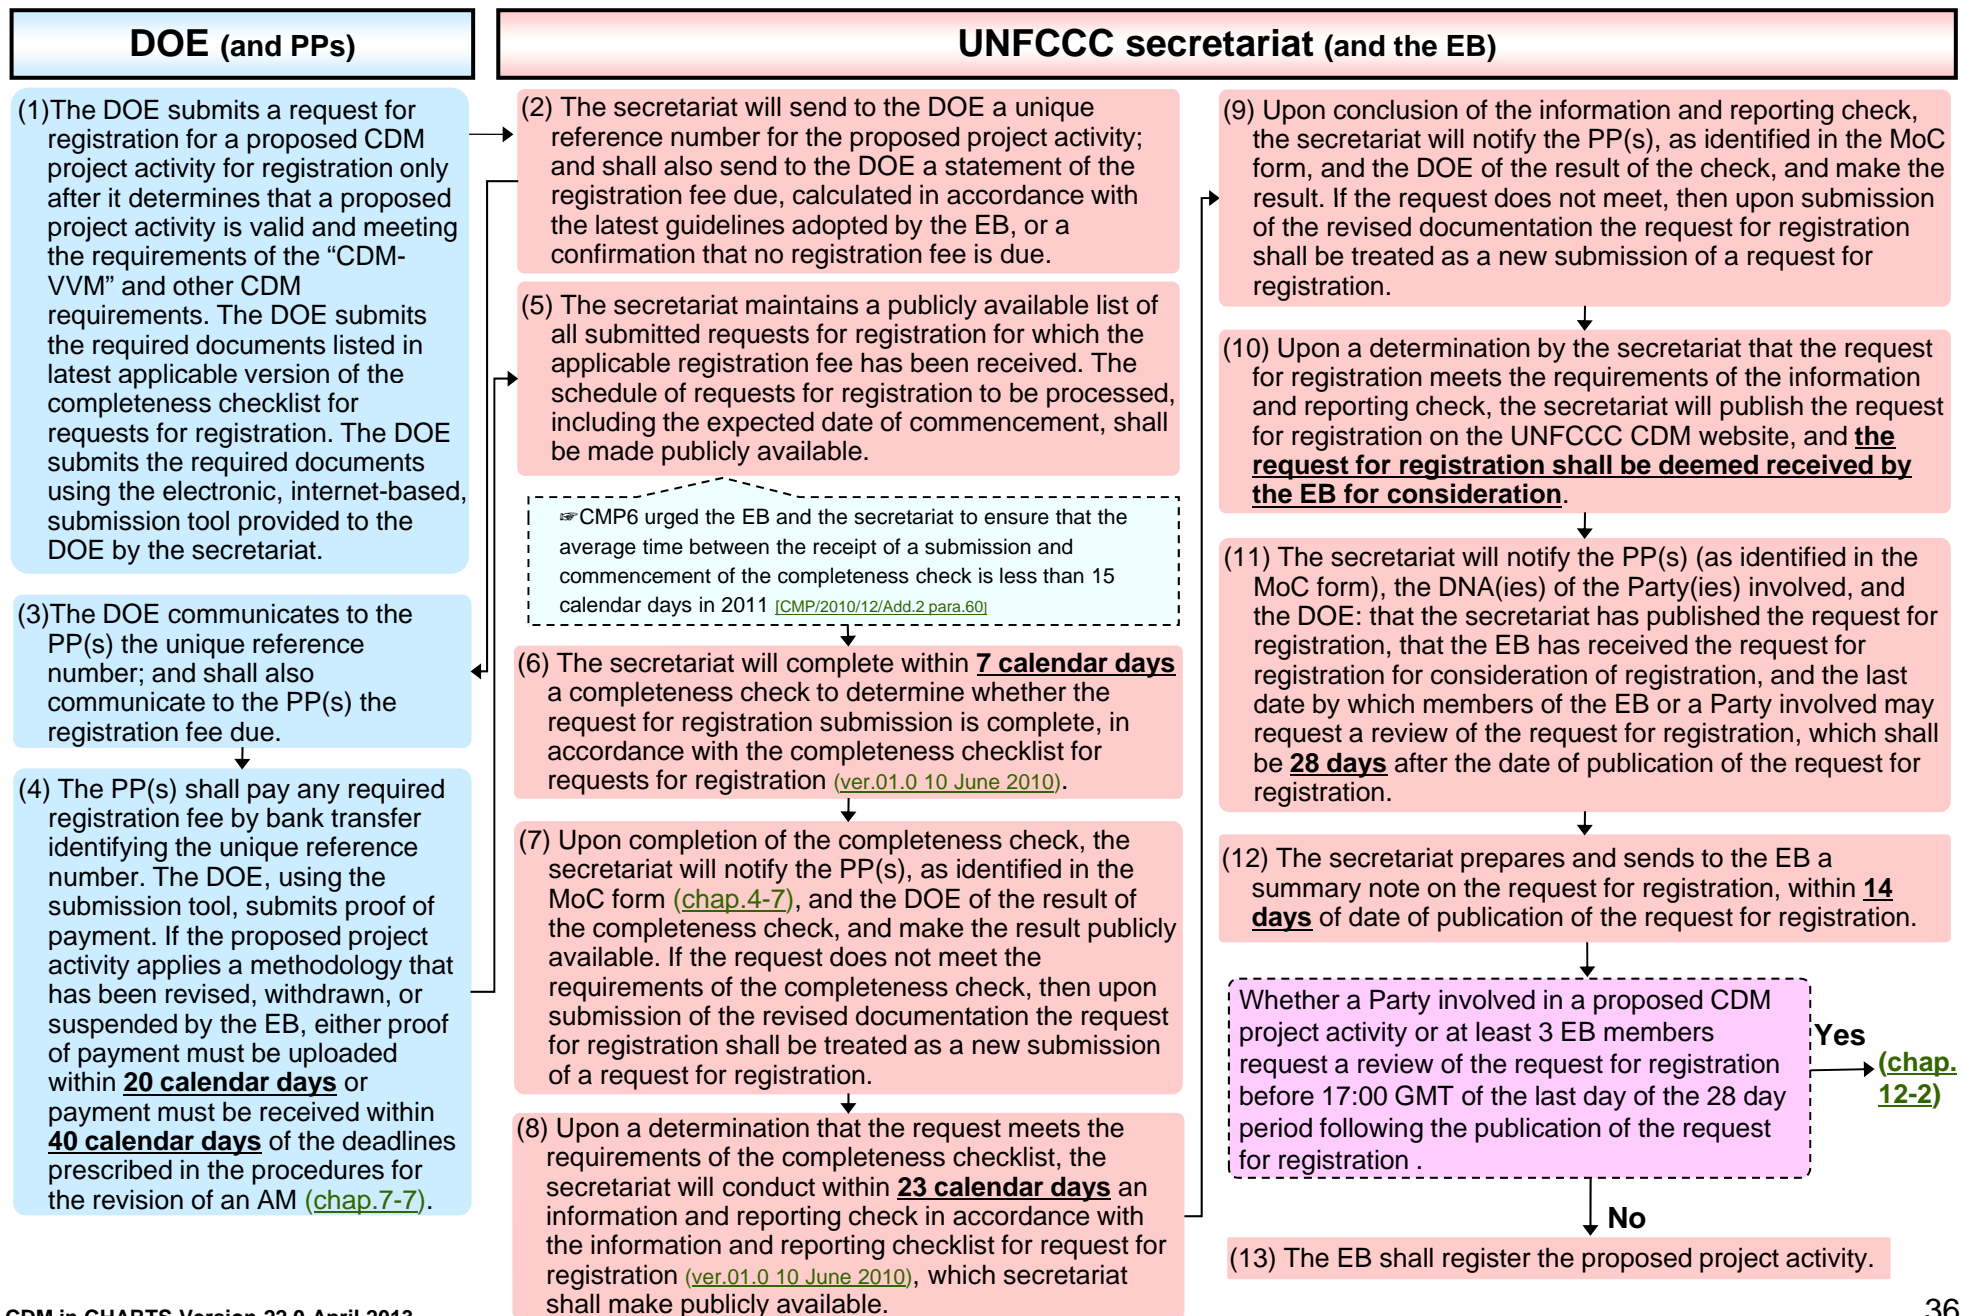 DOE (and PPs)
UNFCCC secretariat (and the EB)
(1)The DOE submits a request for
registration for a proposed CDM
project activity for registration only
after it determines that a proposed
project activity is valid and meeting
the requirements of the “CDM-
VVM” and other CDM
requirements. The DOE submits
the required documents listed in
latest applicable version of the
completeness checklist for
requests for registration. The DOE
submits the required documents
using the electronic, internet-based,
submission tool provided to the
DOE by the secretariat.
(2) The secretariat will send to the DOE a unique
reference number for the proposed project activity;
and shall also send to the DOE a statement of the
registration fee due, calculated in accordance with
the latest guidelines adopted by the EB, or a
confirmation that no registration fee is due.
(3)The DOE communicates to the
PP(s) the unique reference
number; and shall also
communicate to the PP(s) the
registration fee due.
(4) The PP(s) shall pay any required
registration fee by bank transfer
identifying the unique reference
number. The DOE, using the
submission tool, submits proof of
payment. If the proposed project
activity applies a methodology that
has been revised, withdrawn, or
suspended by the EB, either proof
of payment must be uploaded
within 20 calendar days or
payment must be received within
40 calendar days of the deadlines
prescribed in the procedures for
the revision of an AM (chap.7-7).
(5) The secretariat maintains a publicly available list of
all submitted requests for registration for which the
applicable registration fee has been received. The
schedule of requests for registration to be processed,
including the expected date of commencement, shall
be made publicly available.
☞CMP6 urged the EB and the secretariat to ensure that the
average time between the receipt of a submission and
commencement of the completeness check is less than 15
calendar days in 2011 [CMP/2010/12/Add.2 para.60]
(6) The secretariat will complete within 7 calendar days
a completeness check to determine whether the
request for registration submission is complete, in
accordance with the completeness checklist for
requests for registration (ver.01.0 10 June 2010).
(7) Upon completion of the completeness check, the
secretariat will notify the PP(s), as identified in the
MoC form (chap.4-7), and the DOE of the result of
the completeness check, and make the result publicly
available. If the request does not meet the
requirements of the completeness check, then upon
submission of the revised documentation the request
for registration shall be treated as a new submission
of a request for registration.
(8) Upon a determination that the request meets the
requirements of the completeness checklist, the
secretariat will conduct within 23 calendar days an
information and reporting check in accordance with
the information and reporting checklist for request for
registration (ver.01.0 10 June 2010), which secretariat
shall make publicly available.
(9) Upon conclusion of the information and reporting check,
the secretariat will notify the PP(s), as identified in the MoC
form, and the DOE of the result of the check, and make the
result. If the request does not meet, then upon submission
of the revised documentation the request for registration
shall be treated as a new submission of a request for
registration.
(10) Upon a determination by the secretariat that the request
for registration meets the requirements of the information
and reporting check, the secretariat will publish the request
for registration on the UNFCCC CDM website, and the
request for registration shall be deemed received by
the EB for consideration.
(11) The secretariat will notify the PP(s) (as identified in the
MoC form), the DNA(ies) of the Party(ies) involved, and
the DOE: that the secretariat has published the request for
registration, that the EB has received the request for
registration for consideration of registration, and the last
date by which members of the EB or a Party involved may
request a review of the request for registration, which shall
be 28 days after the date of publication of the request for
registration.
(12) The secretariat prepares and sends to the EB a
summary note on the request for registration, within 14
days of date of publication of the request for registration.
Whether a Party involved in a proposed CDM
project activity or at least 3 EB members
request a review of the request for registration
before 17:00 GMT of the last day of the 28 day
period following the publication of the request
for registration .
Yes
(chap.
12-2)
No
(13) The EB shall register the proposed project activity.
CDM in CHARTS Version 22.0 April 2013
36